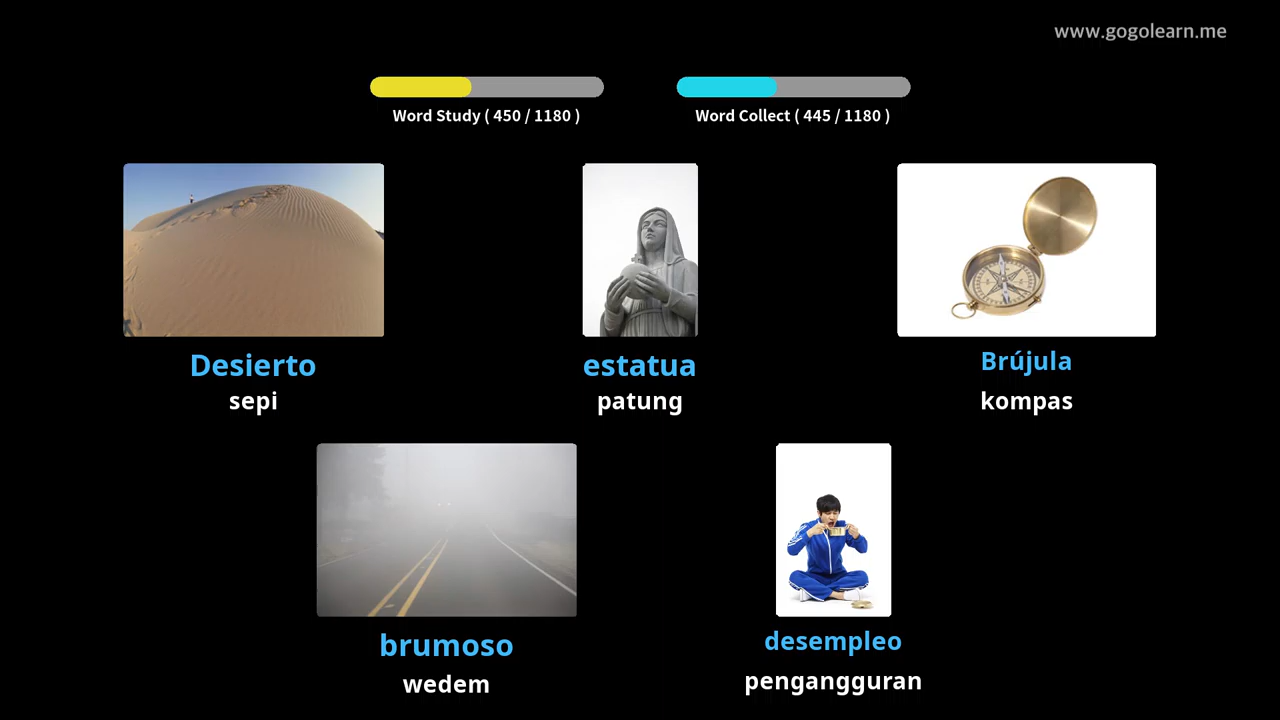 www.gogolearn.me
Word Study ( 450 / 1180 )
Word Collect ( 445 / 1180 )
Desierto
sepi
estatua
patung
Brújula
kompas
brumoso
wedem
desempleo
pengangguran